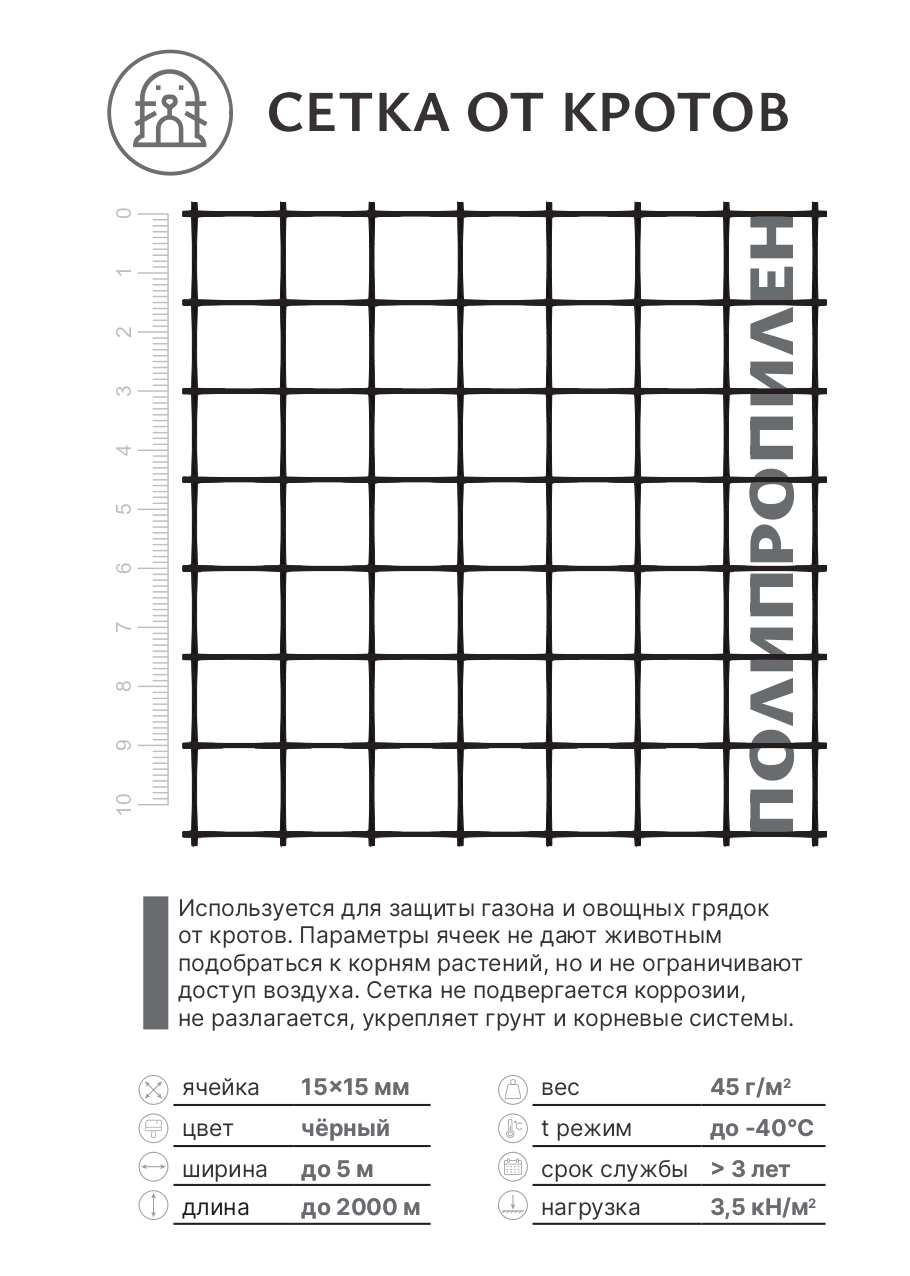 СЕТКА ОТ КРОТОВ
0
1
2
3
4
5
6
7
8
9
10
ПОЛИПРОПИЛЕН
Используется для защиты газона и овощных грядок
от кротов. Параметры ячеек не дают животным
подобраться к корням растений, но и не ограничивают
доступ воздуха. Сетка не подвергается коррозии,
не разлагается, укрепляет грунт и корневые системы.
ячейка 15×15 мм
цвет чёрный
ширина до 5 м
длина до 2000 м
вес 45 г/м²
°C t режим до -40°C
срок службы > 3 лет
нагрузка 3,5 кН/м²